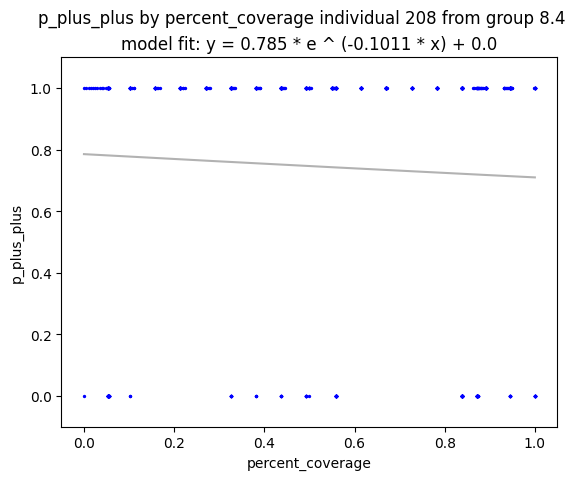 p_plus_plus by percent_coverage individual 208 from group 8.4
model fit: y = 0.785 * e ^ (-0.1011 * x) + 0.0
1.0
0.8
0.6
0.4
0.2
0.0
p_plus_plus
0.0 0.2 0.4 0.6 0.8 1.0
percent_coverage